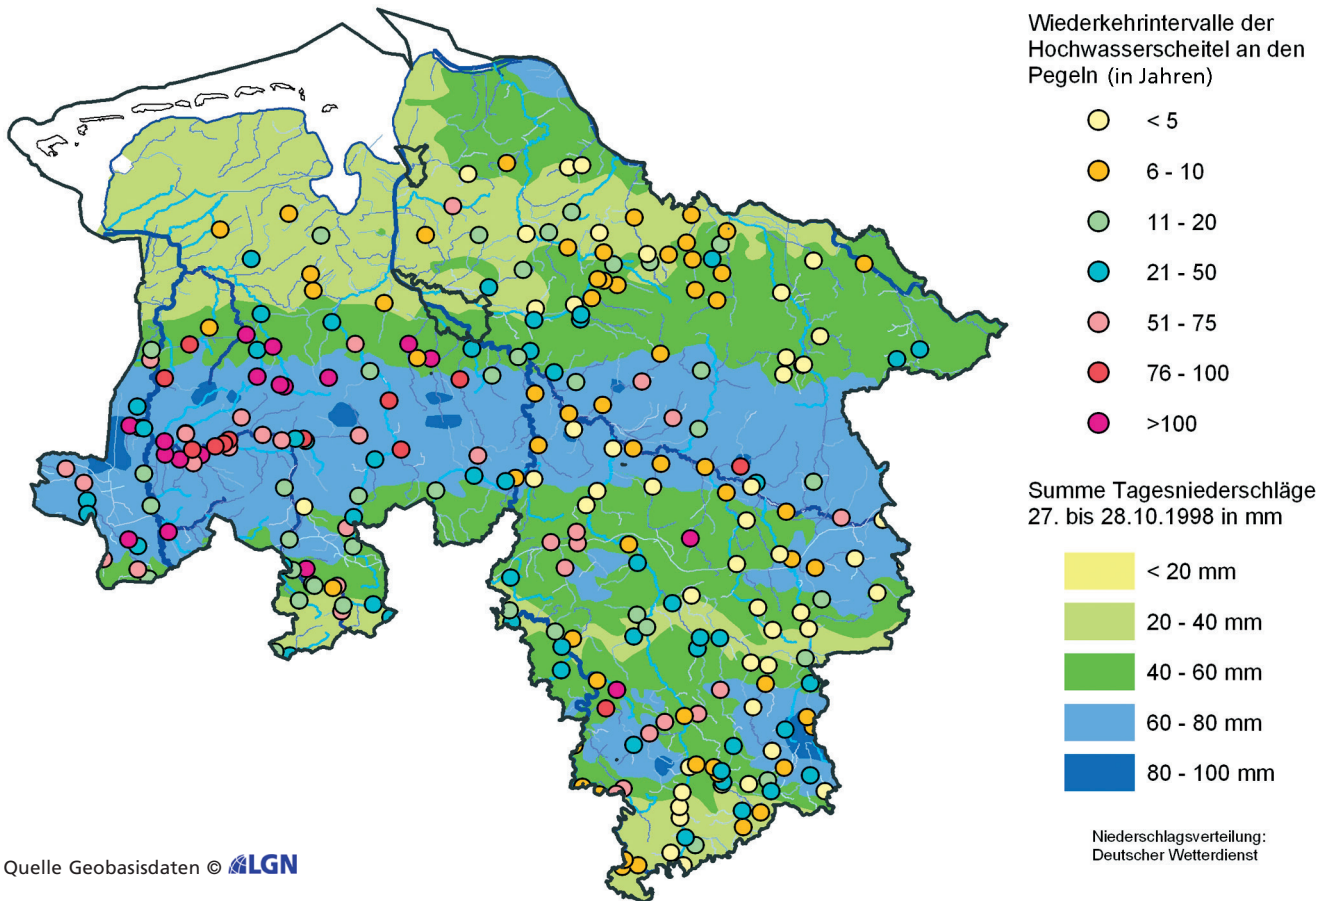 Wiederkehrintervalle der
Hochwasserscheitel an den
Pegeln (in Jahren)
< 5
6 - 10
11 - 20
21 - 50
51 - 75
76 - 100
>100
Summe Tagesniederschläge
27. bis 28.10.1998 in mm
< 20 mm
20 - 40 mm
40 - 60 mm
60 - 80 mm
80 - 100 mm
Niederschlagsverteilung:
Deutscher Wetterdienst
Quelle Geobasisdaten © LGN